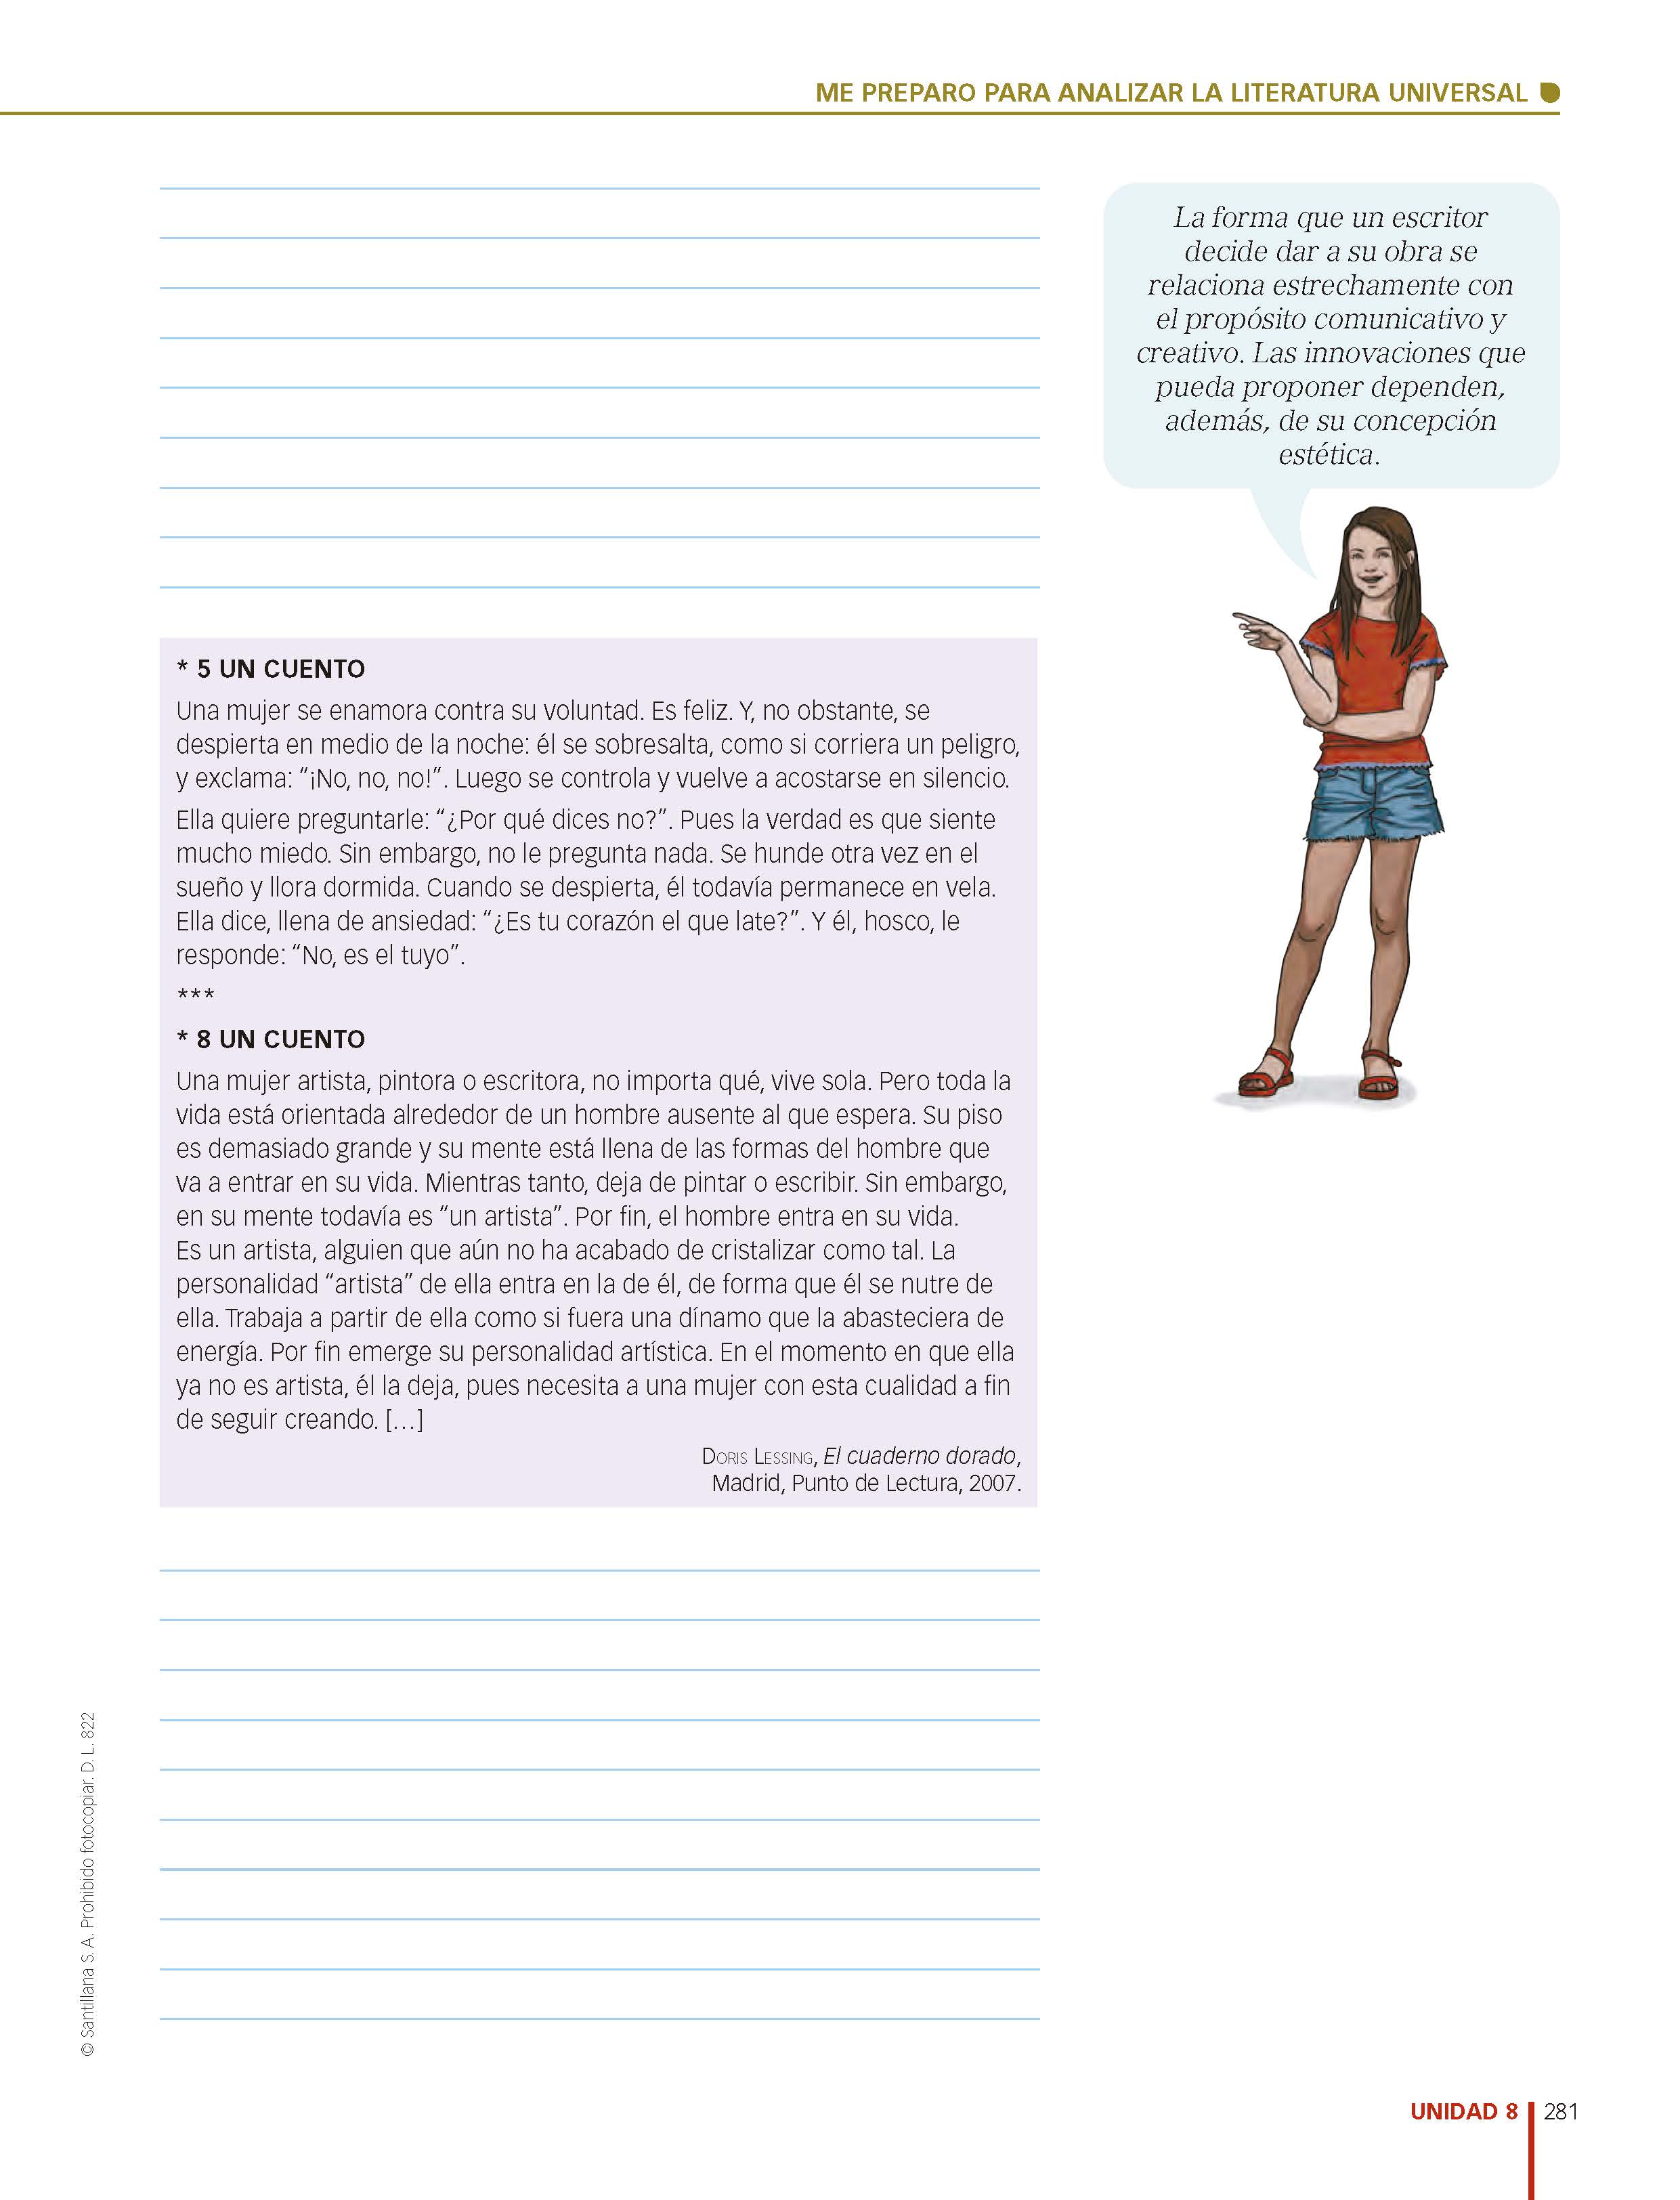 ME PREPARO PARA ANALIZAR LA LITERATURA UNIVERSAL
La forma que un escritor
decide dar a su obra se
relaciona estrechamente con
el propósito comunicativo y
creativo. Las innovaciones que
pueda proponer dependen,
además, de su concepción
estética.
* 5 UN CUENTO
Una mujer se enamora contra su voluntad. Es feliz. Y, no obstante, se
despierta en medio de la noche: él se sobresalta, como si corriera un peligro,
y exclama: “¡No, no, no!”. Luego se controla y vuelve a acostarse en silencio.
Ella quiere preguntarle: “¿Por qué dices no?”. Pues la verdad es que siente
mucho miedo. Sin embargo, no le pregunta nada. Se hunde otra vez en el
sueño y llora dormida. Cuando se despierta, él todavía permanece en vela.
Ella dice, llena de ansiedad: “¿Es tu corazón el que late?”. Y él, hosco, le
responde: “No, es el tuyo”.
***
* 8 UN CUENTO
Una mujer artista, pintora o escritora, no importa qué, vive sola. Pero toda la
vida está orientada alrededor de un hombre ausente al que espera. Su piso
es demasiado grande y su mente está llena de las formas del hombre que
va a entrar en su vida. Mientras tanto, deja de pintar o escribir. Sin embargo,
en su mente todavía es “un artista”. Por fin, el hombre entra en su vida.
Es un artista, alguien que aún no ha acabado de cristalizar como tal. La
personalidad “artista” de ella entra en la de él, de forma que él se nutre de
ella. Trabaja a partir de ella como si fuera una dínamo que la abasteciera de
energía. Por fin emerge su personalidad artística. En el momento en que ella
ya no es artista, él la deja, pues necesita a una mujer con esta cualidad a fin
de seguir creando. […]
Doris Lessing, El cuaderno dorado,
Madrid, Punto de Lectura, 2007.
© Santillana S. A. Prohibido fotocopiar. D. L. 822
UNIDAD 8 281